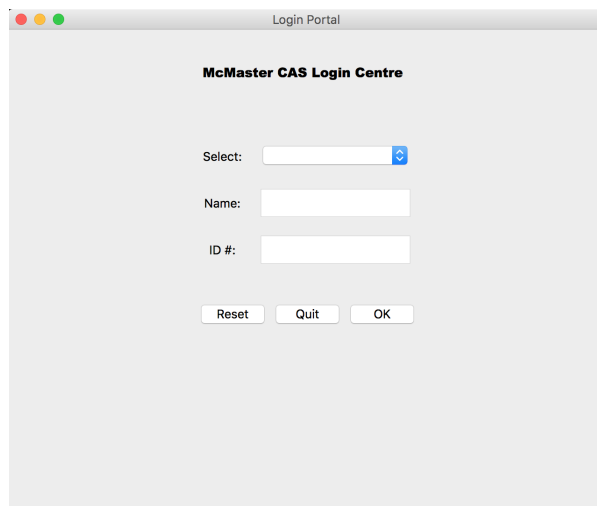 Login Portal
McMaster CAS Login Centre
Select:
Name:
ID #:
Reset Quit OK